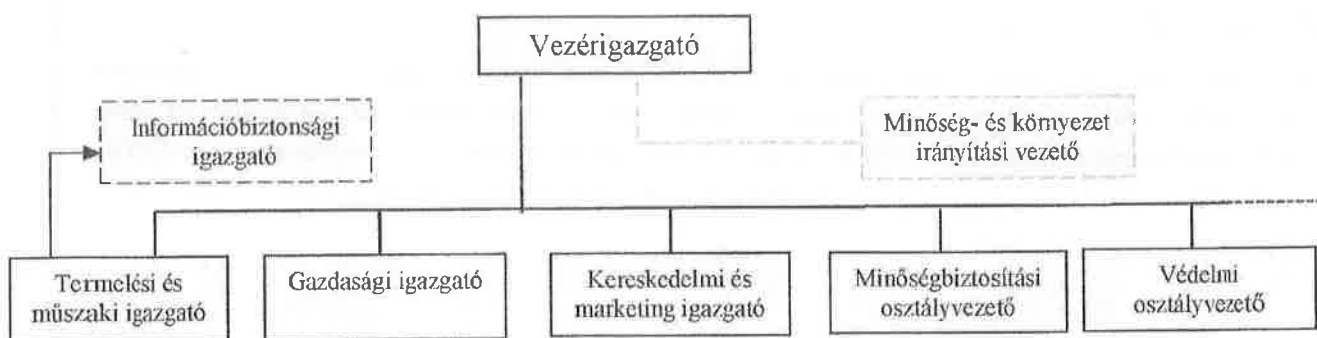 Vezérigazgató
Információbiztonsági
igazgató
Minőség- és környezet
irányítási vezető
Termelési és
műszaki igazgató
Gazdasági igazgató
Kereskedelmi és
marketing igazgató
Minőségbiztosítási
osztályvezető
Védelmi
osztályvezető